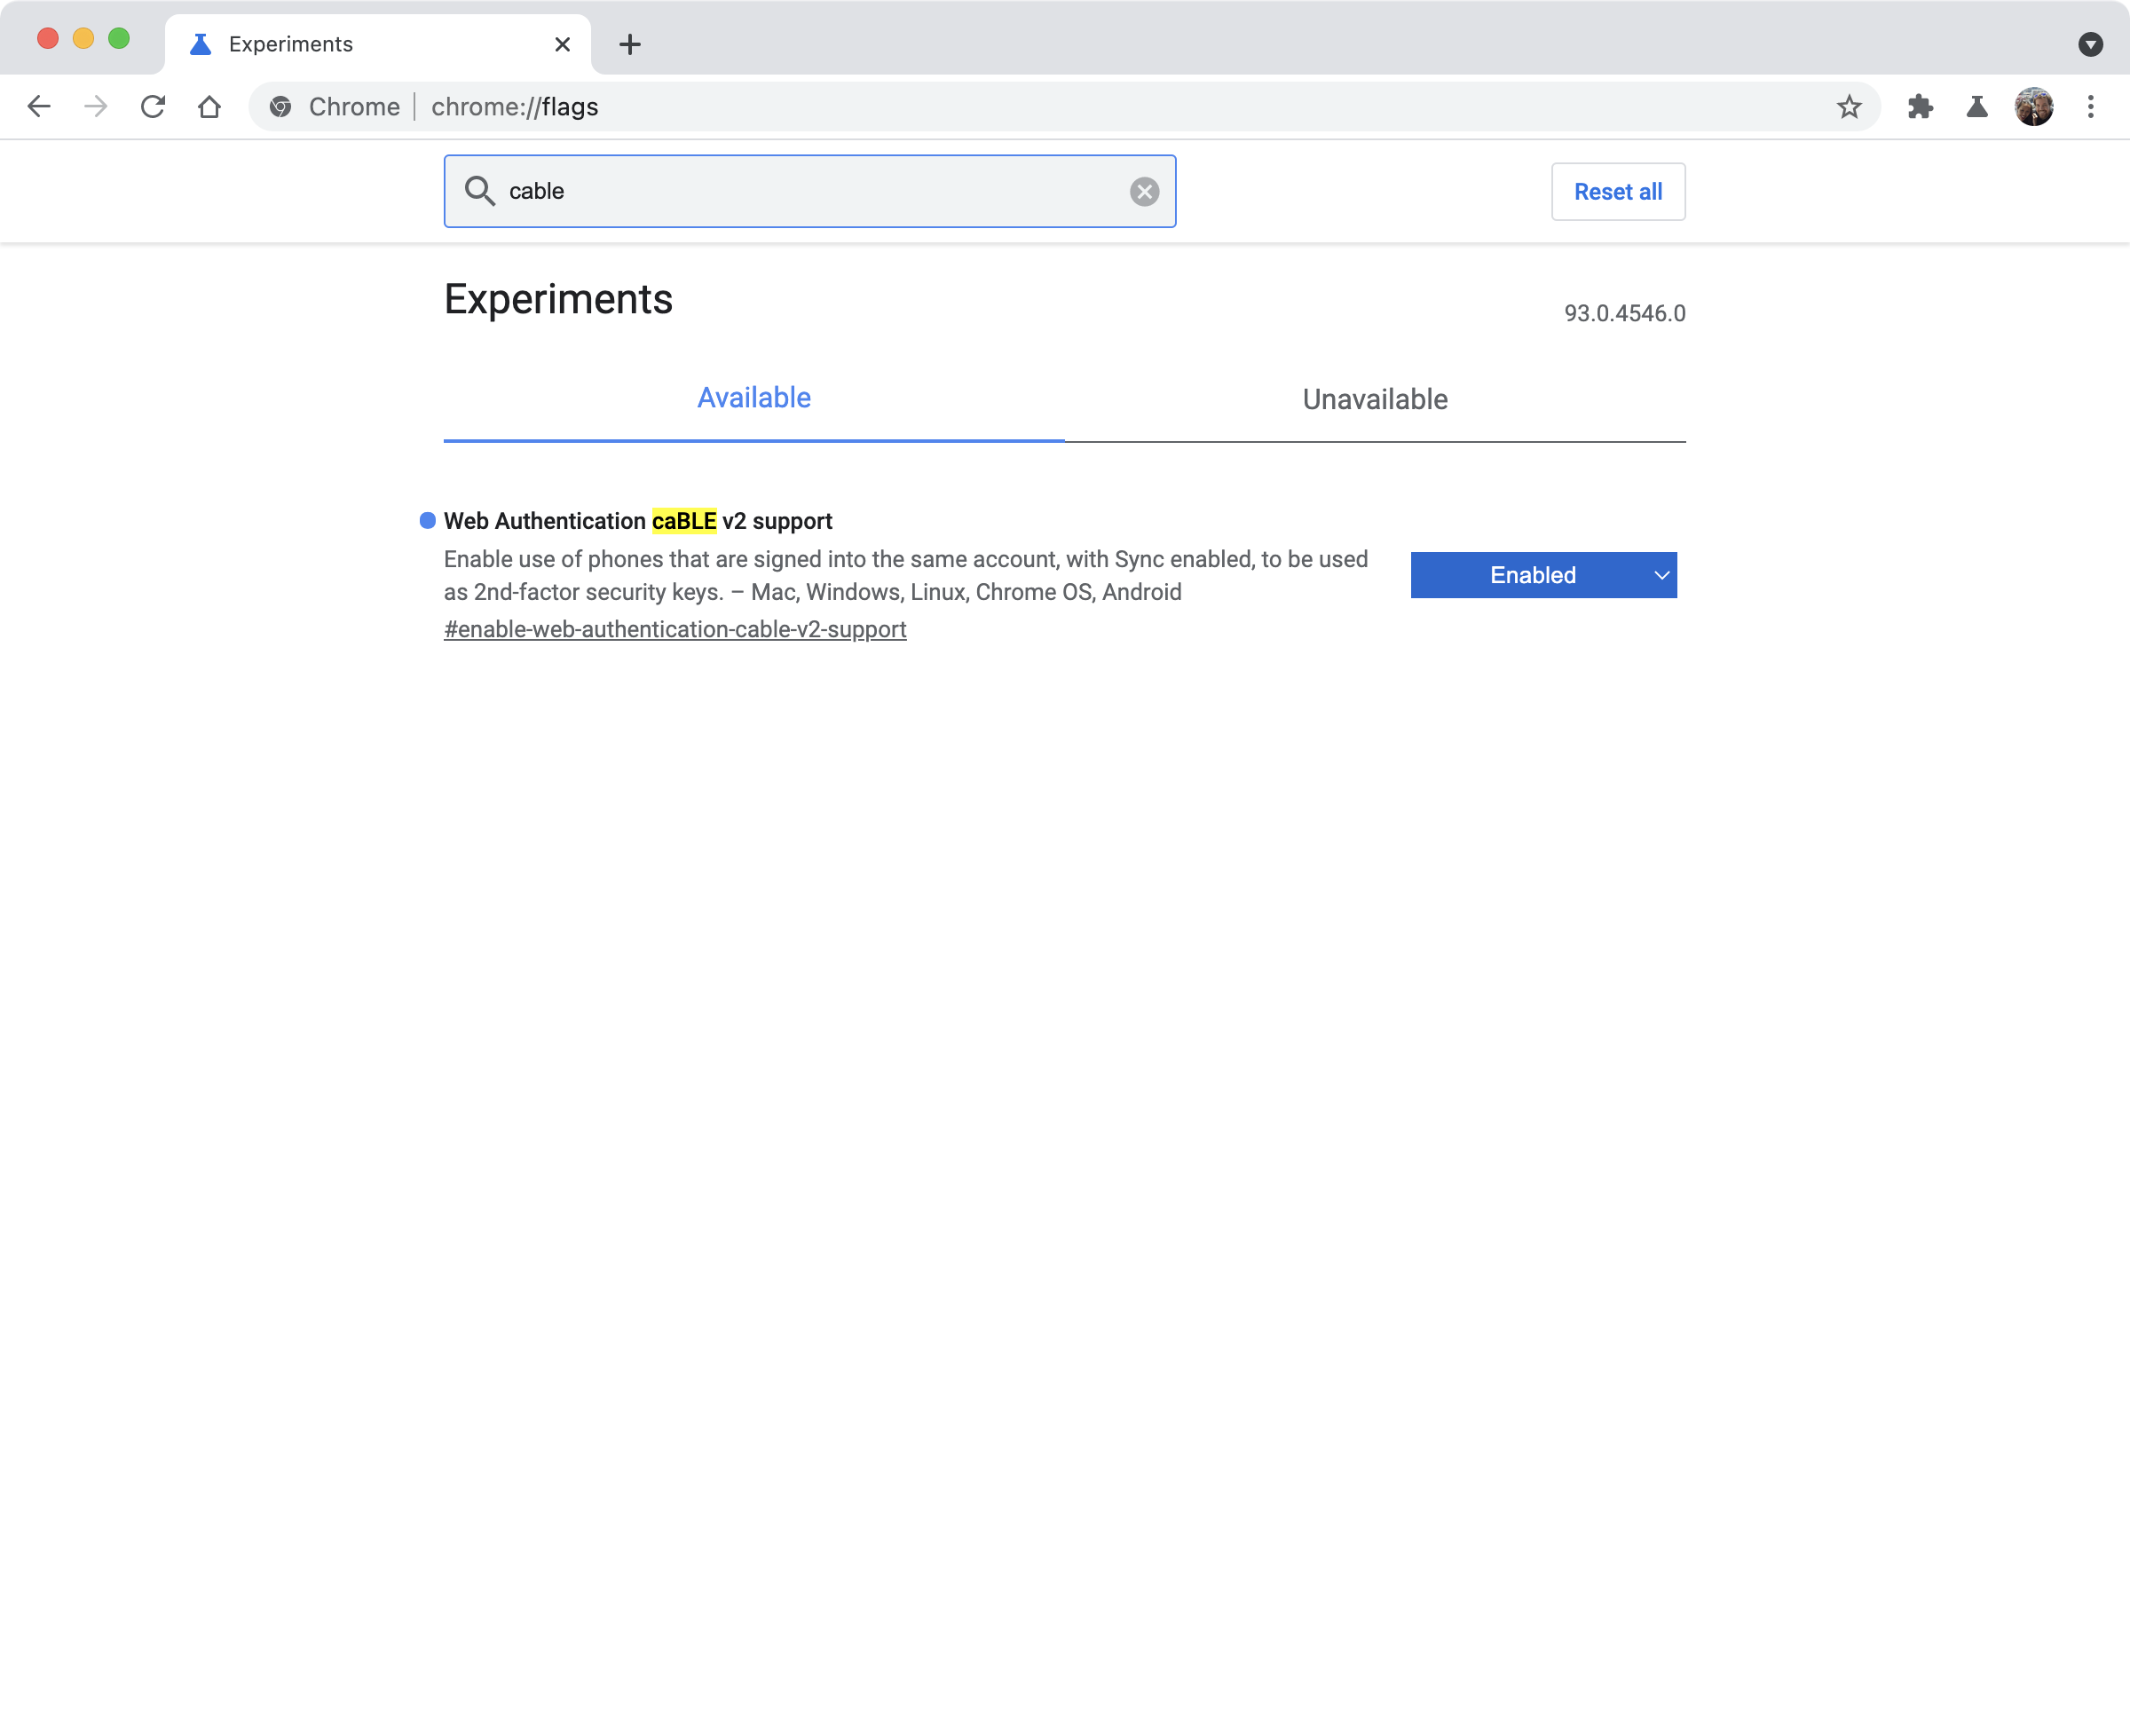 Experiments
Chrome chrome://flags
cable
Reset all
Experiments
93.0.4546.0
Available
Unavailable
Web Authentication caBLE v2 support
Enable use of phones that are signed into the same account, with Sync enabled, to be used
as 2nd-factor security keys. – Mac, Windows, Linux, Chrome OS, Android
#enable-web-authentication-cable-v2-support
Enabled